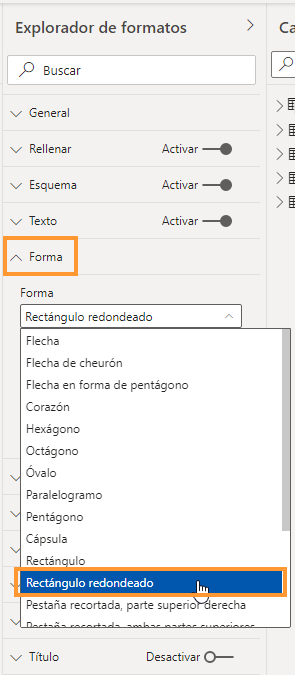 Explorador de formatos
Ca
Buscar
General
Rellenar Activar
Esquema Activar
Texto Activar
Forma
Forma
Rectángulo redondeado
Flecha
Flecha de cheurón
Flecha en forma de pentágono
Corazón
Hexágono
Octágono
Óvalo
Paralelogramo
Pentágono
Cápsula
Rectángulo
Rectángulo redondeado
Pestaña recortada, parte superior derecha
Pestaña recortada, ambas partes superiores
Título Desactivar